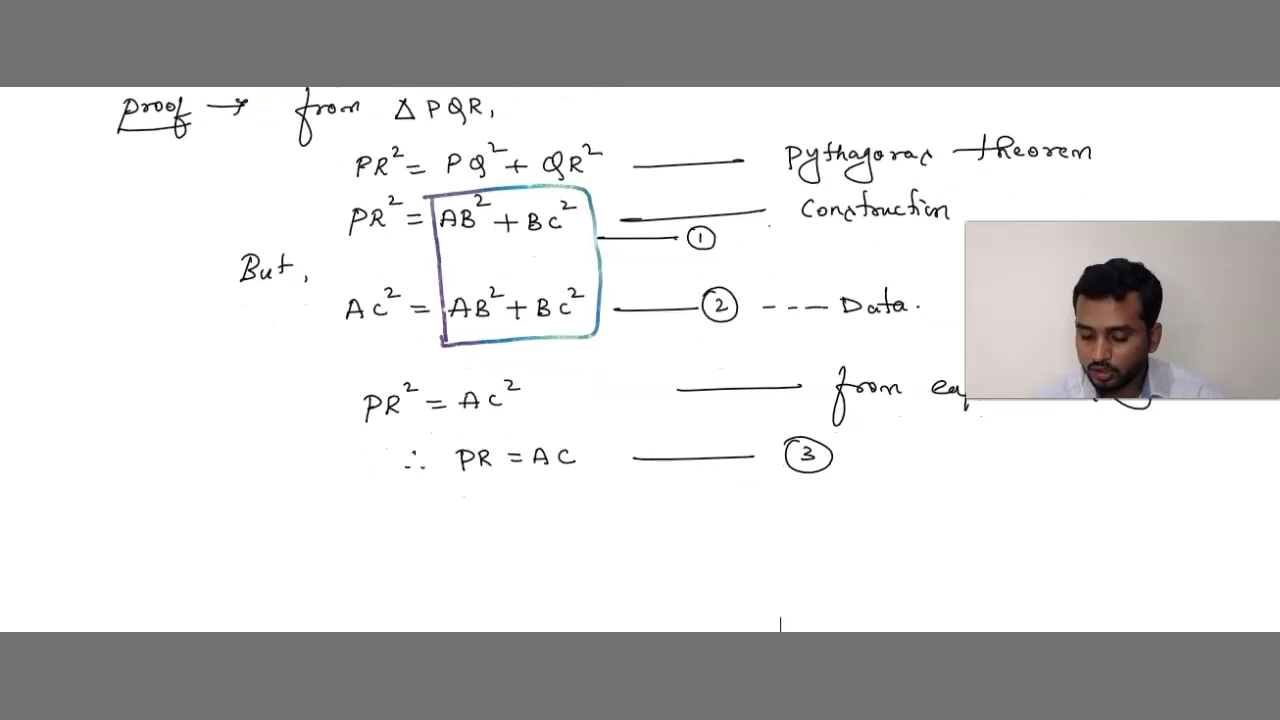 Proof → from Δ PQR,
PR² = PQ² + QR² ——— Pythagoras theorem
PR² = AB² + BC² ——— Construction
——— ①
But,
AC² = AB² + BC² ——— ② --- Data.
PR² = AC² ——— from
∴ PR = AC ——— ③